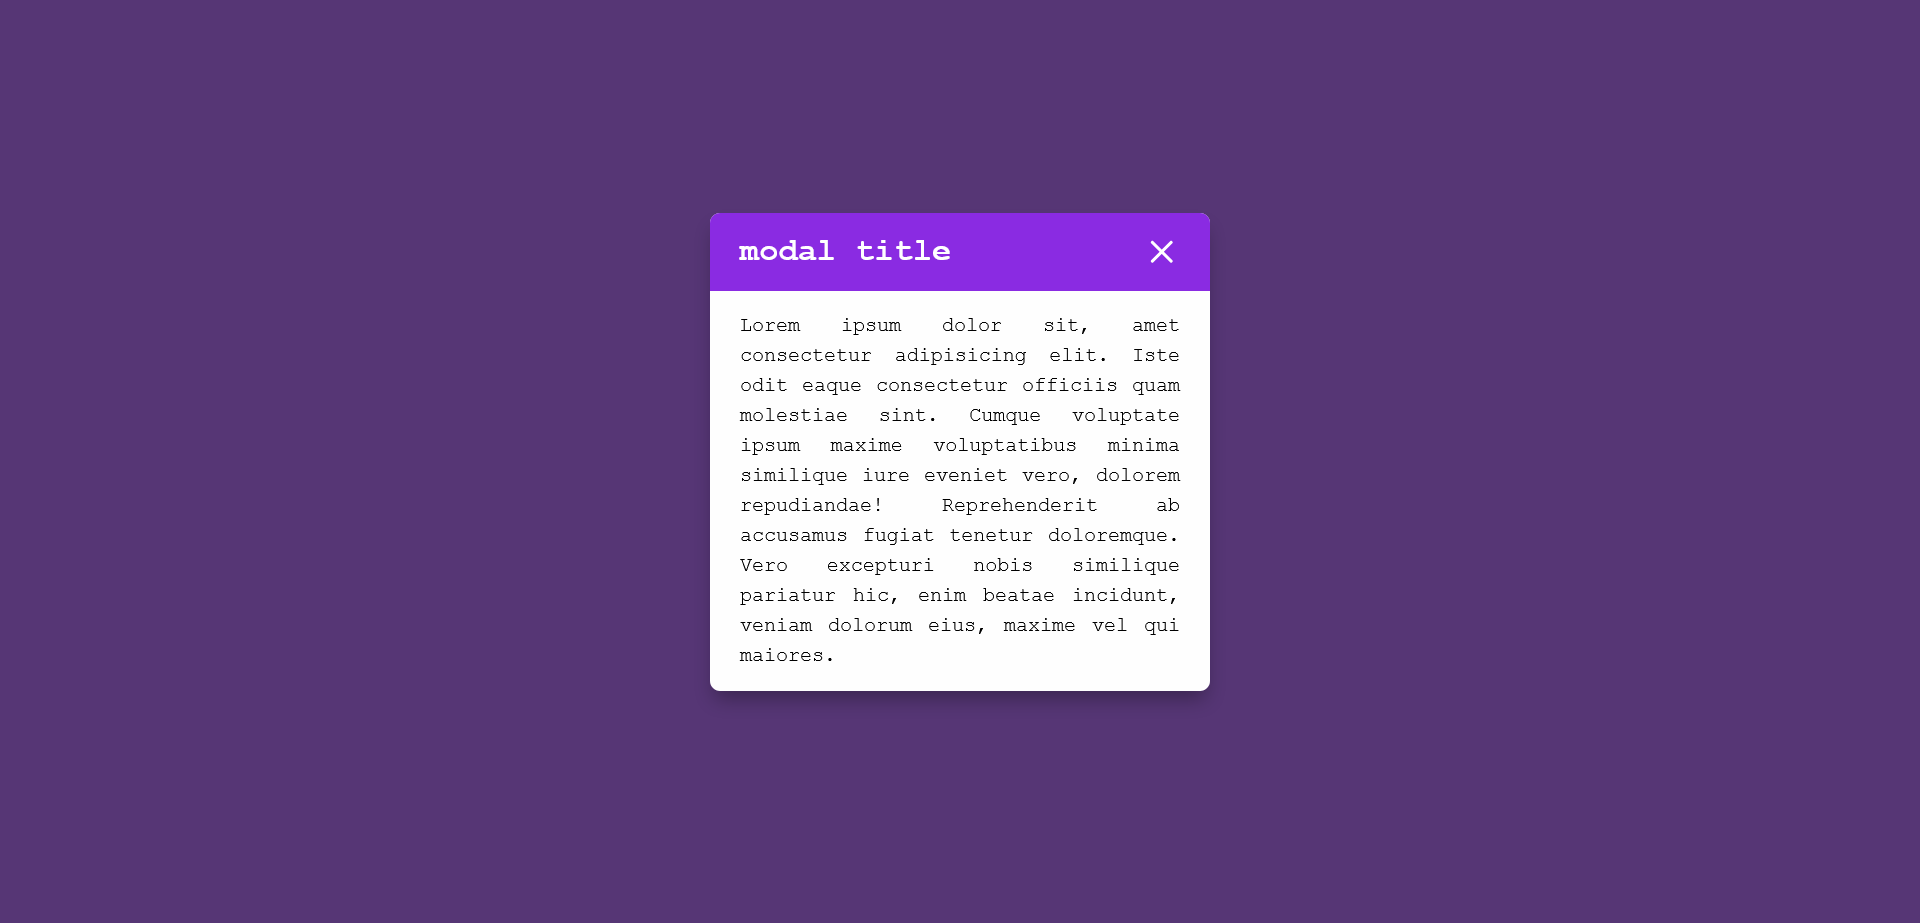 modal title
Lorem ipsum dolor sit, amet
consectetur adipisicing elit. Iste
odit eaque consectetur officiis quam
molestiae sint. Cumque voluptate
ipsum maxime voluptatibus minima
similique iure eveniet vero, dolorem
repudiandae! Reprehenderit ab
accusamus fugiat tenetur doloremque.
Vero excepturi nobis similique
pariatur hic, enim beatae incidunt,
veniam dolorum eius, maxime vel qui
maiores.